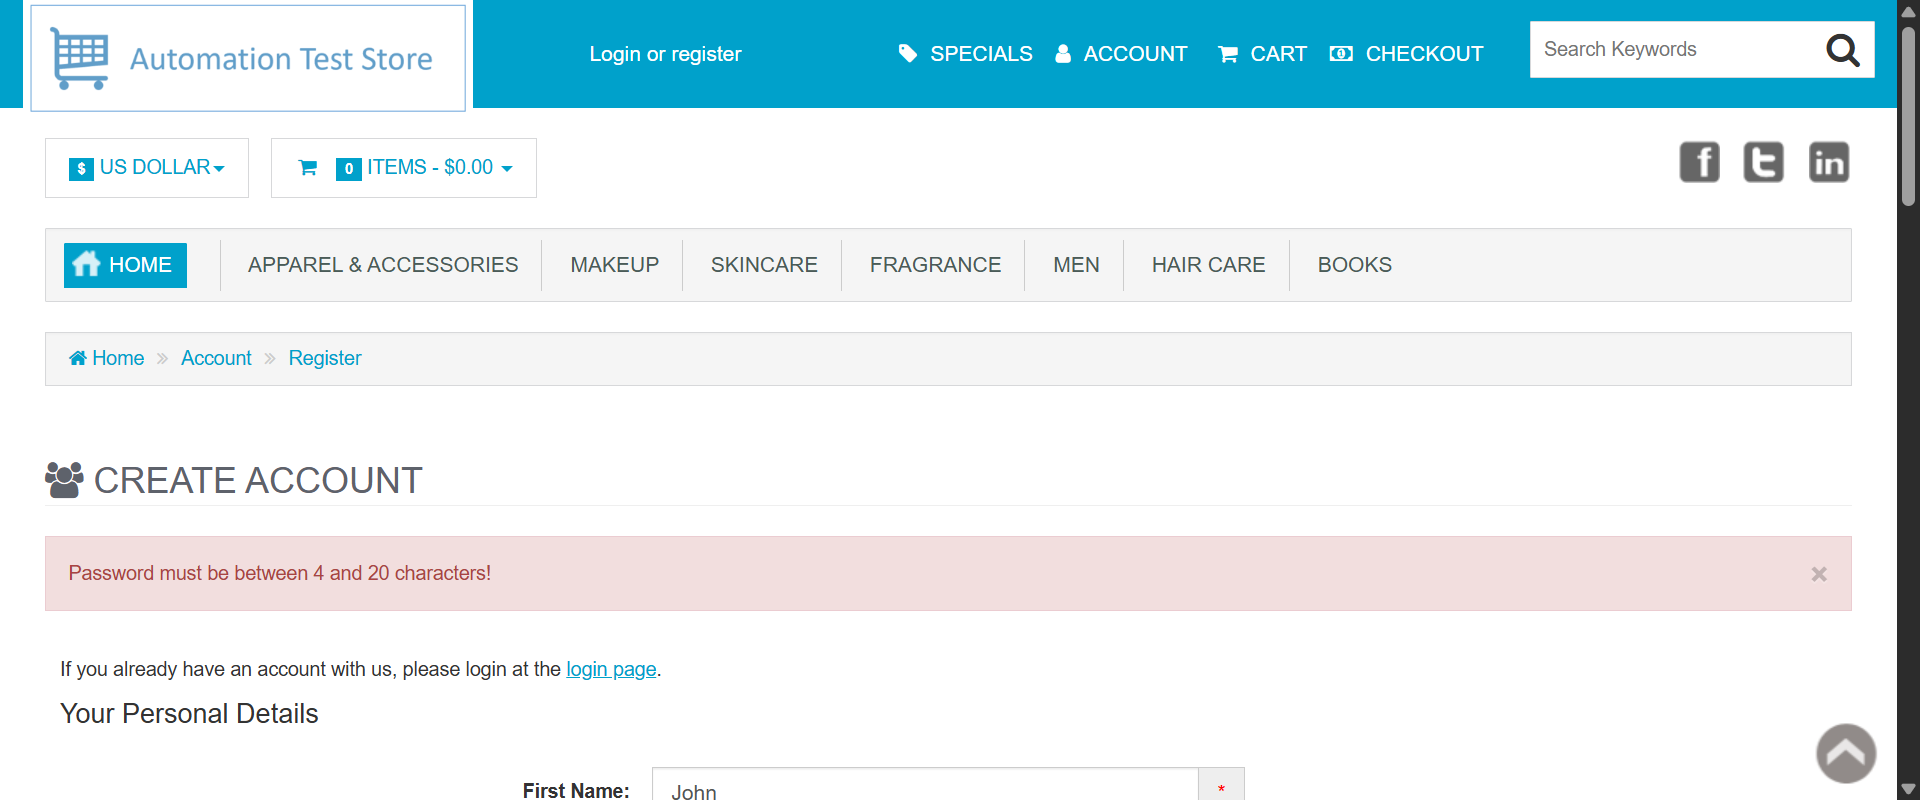 Automation Test Store
Login or register
SPECIALS ACCOUNT CART CHECKOUT
Search Keywords
$ US DOLLAR
0 ITEMS - $0.00
f t in
HOME APPAREL & ACCESSORIES MAKEUP SKINCARE FRAGRANCE MEN HAIR CARE BOOKS
Home » Account » Register
CREATE ACCOUNT
Password must be between 4 and 20 characters! ×
If you already have an account with us, please login at the login page.
Your Personal Details
First Name: John *